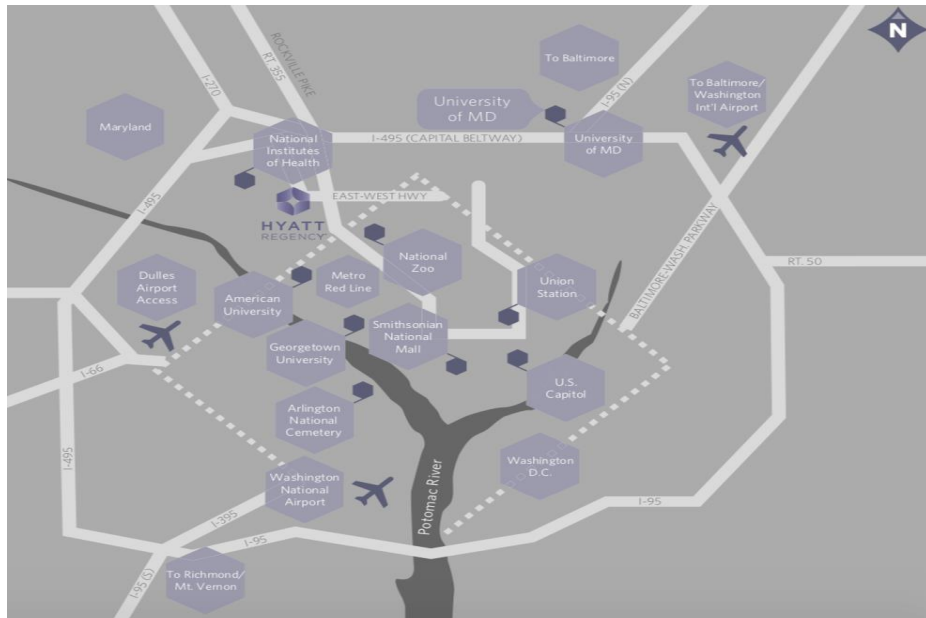 N
To Baltimore
I-95 (N)
To Baltimore/
Washington
Int'l Airport
I-270
ROCKVILLE PIKE
RT. 355
University
of MD
Maryland
National
Institutes
of Health
I-495 (CAPITAL BELTWAY)
University
of MD
I-495
HYATT
REGENCY
EAST-WEST HWY
BALTIMORE-WASH. PARKWAY
RT. 50
National
Zoo
Dulles
Airport
Access
American
University
Metro
Red Line
Union
Station
Georgetown
University
Smithsonian
National
Mall
I-66
U.S.
Capitol
Arlington
National
Cemetery
I-495
Washington
National
Airport
Potomac River
Washington
D.C.
I-395
I-95
I-95
I-95 (S)
To Richmond/
Mt. Vernon